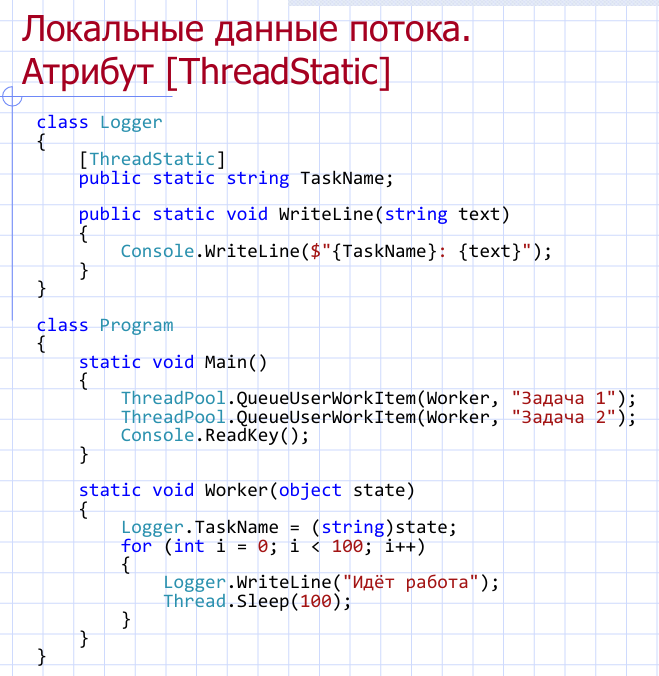 Локальные данные потока.
Атрибут [ThreadStatic]
class Logger
{
    [ThreadStatic]
    public static string TaskName;

    public static void WriteLine(string text)
    {
        Console.WriteLine($"{TaskName}: {text}");
    }
}

class Program
{
    static void Main()
    {
        ThreadPool.QueueUserWorkItem(Worker, "Задача 1");
        ThreadPool.QueueUserWorkItem(Worker, "Задача 2");
        Console.ReadKey();
    }

    static void Worker(object state)
    {
        Logger.TaskName = (string)state;
        for (int i = 0; i < 100; i++)
        {
            Logger.WriteLine("Идёт работа");
            Thread.Sleep(100);
        }
    }
}